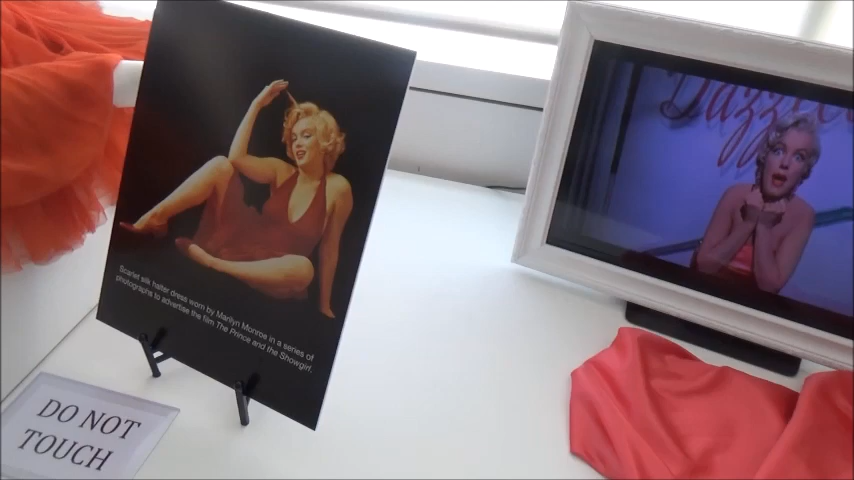 Scarlet silk halter dress worn by Marilyn Monroe in a series of
photographs to advertise the film The Prince and the Showgirl.
DO NOT
TOUCH